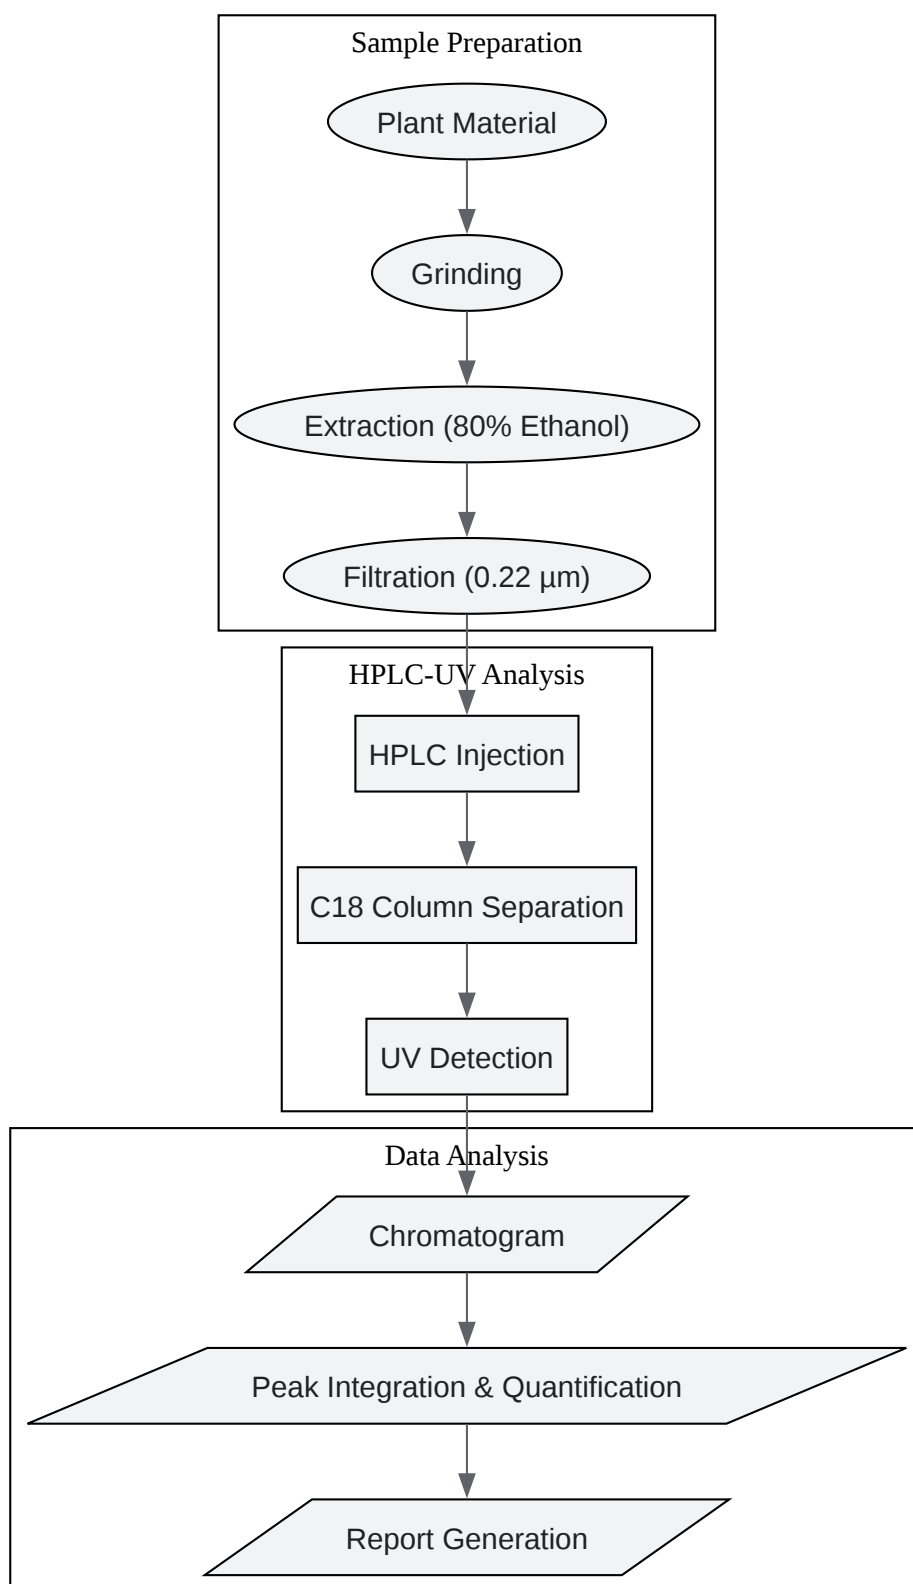 Sample Preparation
Plant Material
Grinding
Extraction (80% Ethanol)
Filtration (0.22 µm)
HPLC-UV Analysis
HPLC Injection
C18 Column Separation
UV Detection
Data Analysis
Chromatogram
Peak Integration & Quantification
Report Generation